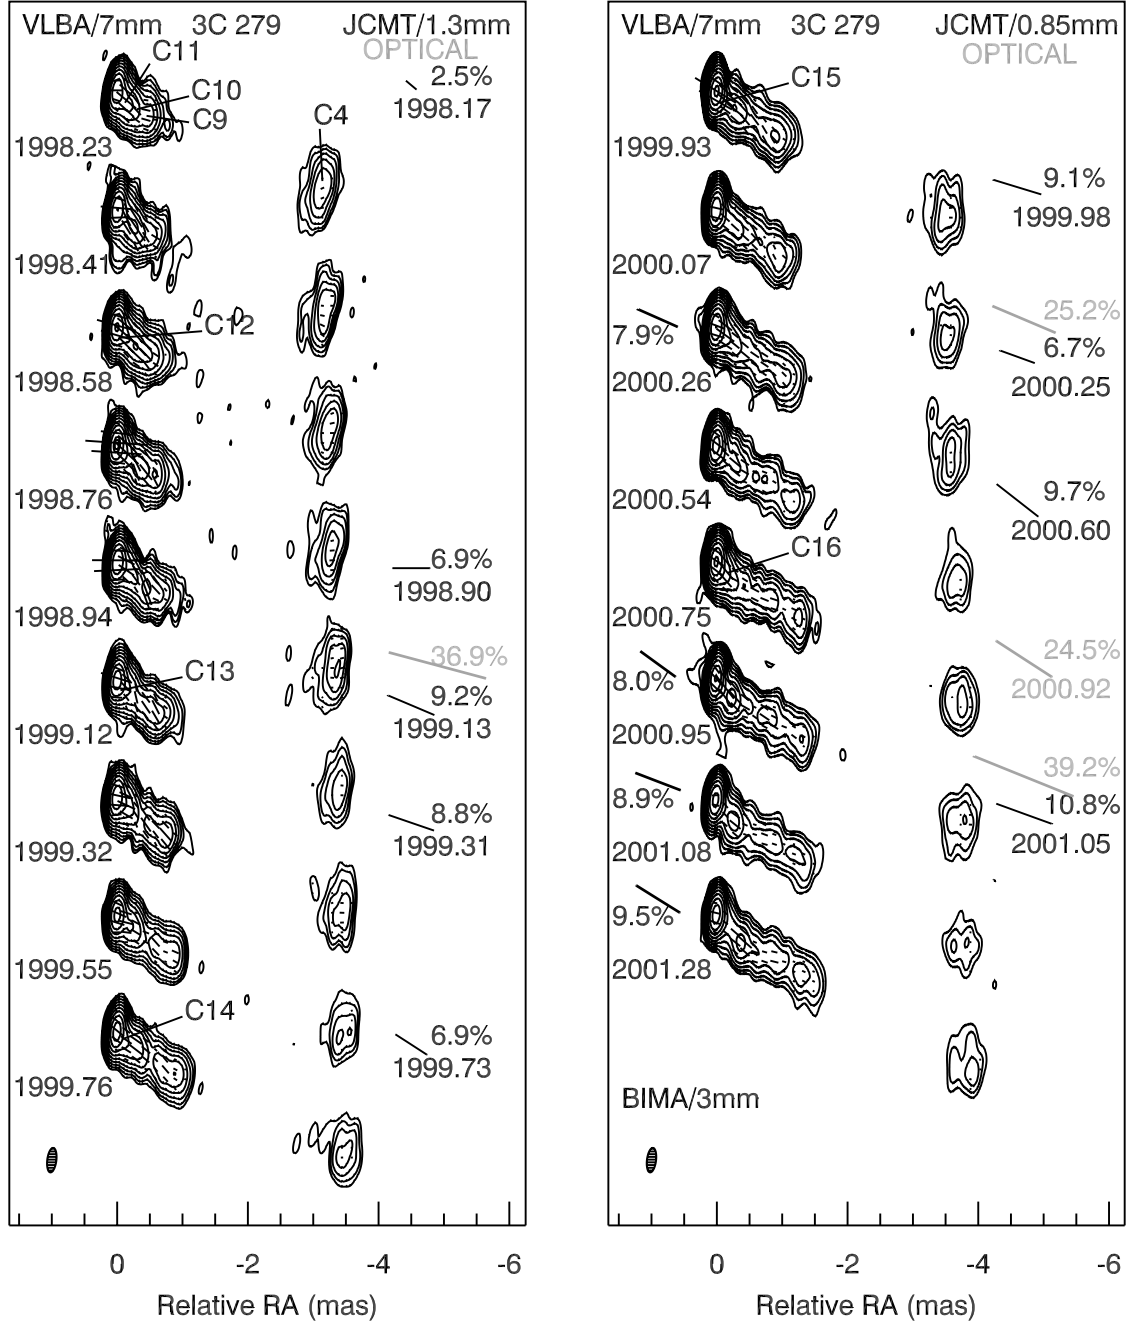 VLBA/7mm 3C 279 JCMT/1.3mm
OPTICAL
C11
2.5%
C10
1998.17
C9
C4
1998.23
1998.41
C12
1998.58
1998.76
6.9%
1998.90
1998.94
36.9%
C13
9.2%
1999.13
1999.12
8.8%
1999.31
1999.32
1999.55
C14
6.9%
1999.73
1999.76
0 -2 -4 -6
Relative RA (mas)
VLBA/7mm 3C 279 JCMT/0.85mm
OPTICAL
C15
1999.93
9.1%
1999.98
2000.07
25.2%
7.9%
6.7%
2000.26
2000.25
9.7%
2000.54
2000.60
C16
2000.75
24.5%
8.0%
2000.92
2000.95
39.2%
8.9%
10.8%
2001.08
2001.05
9.5%
2001.28
BIMA/3mm
0 -2 -4 -6
Relative RA (mas)